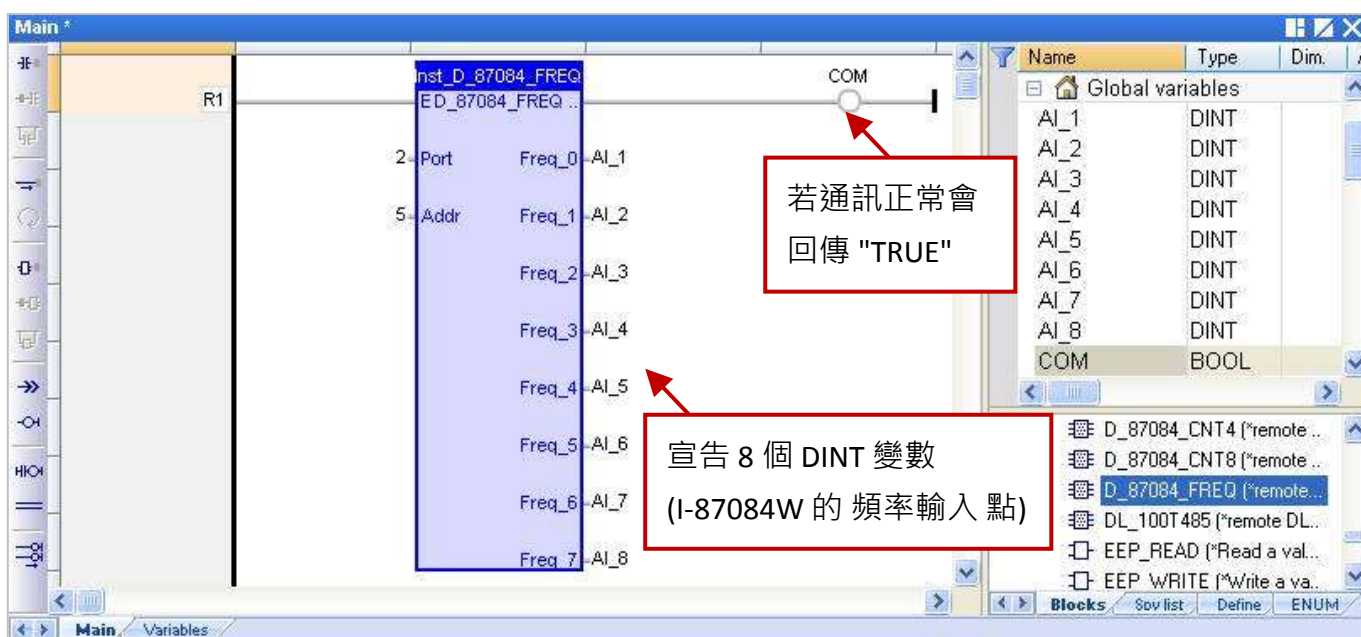 Main *
Inst_D_87084_FREQ
ED_87084_FREQ ..
R1
COM
2
Port
Freq_0
AI_1
5
Addr
Freq_1
AI_2
Freq_2
AI_3
Freq_3
AI_4
Freq_4
AI_5
Freq_5
AI_6
Freq_6
AI_7
Freq_7
AI_8
若通訊正常會
回傳 "TRUE"
宣告 8 個 DINT 變數
(I-87084W 的 頻率輸入 點)
Main
Variables
Name Type Dim.
Global variables
AI_1 DINT
AI_2 DINT
AI_3 DINT
AI_4 DINT
AI_5 DINT
AI_6 DINT
AI_7 DINT
AI_8 DINT
COM BOOL
D_87084_CNT4 (*remote ..
D_87084_CNT8 (*remote ..
D_87084_FREQ (*remote...
DL_100T485 (*remote DL..
EEP_READ (*Read a val...
EEP_WRITE (*Write a va..
Blocks Spy list Define ENUM